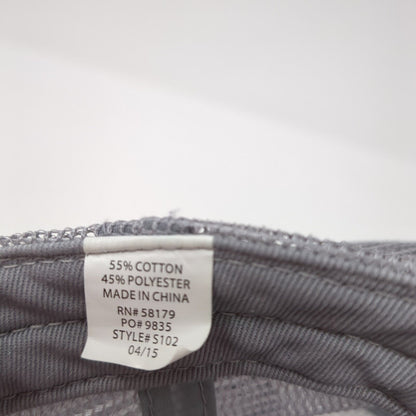 55% COTTON
45% POLYESTER
MADE IN CHINA
RN# 58179
PO# 9835
STYLE# S102
04/15